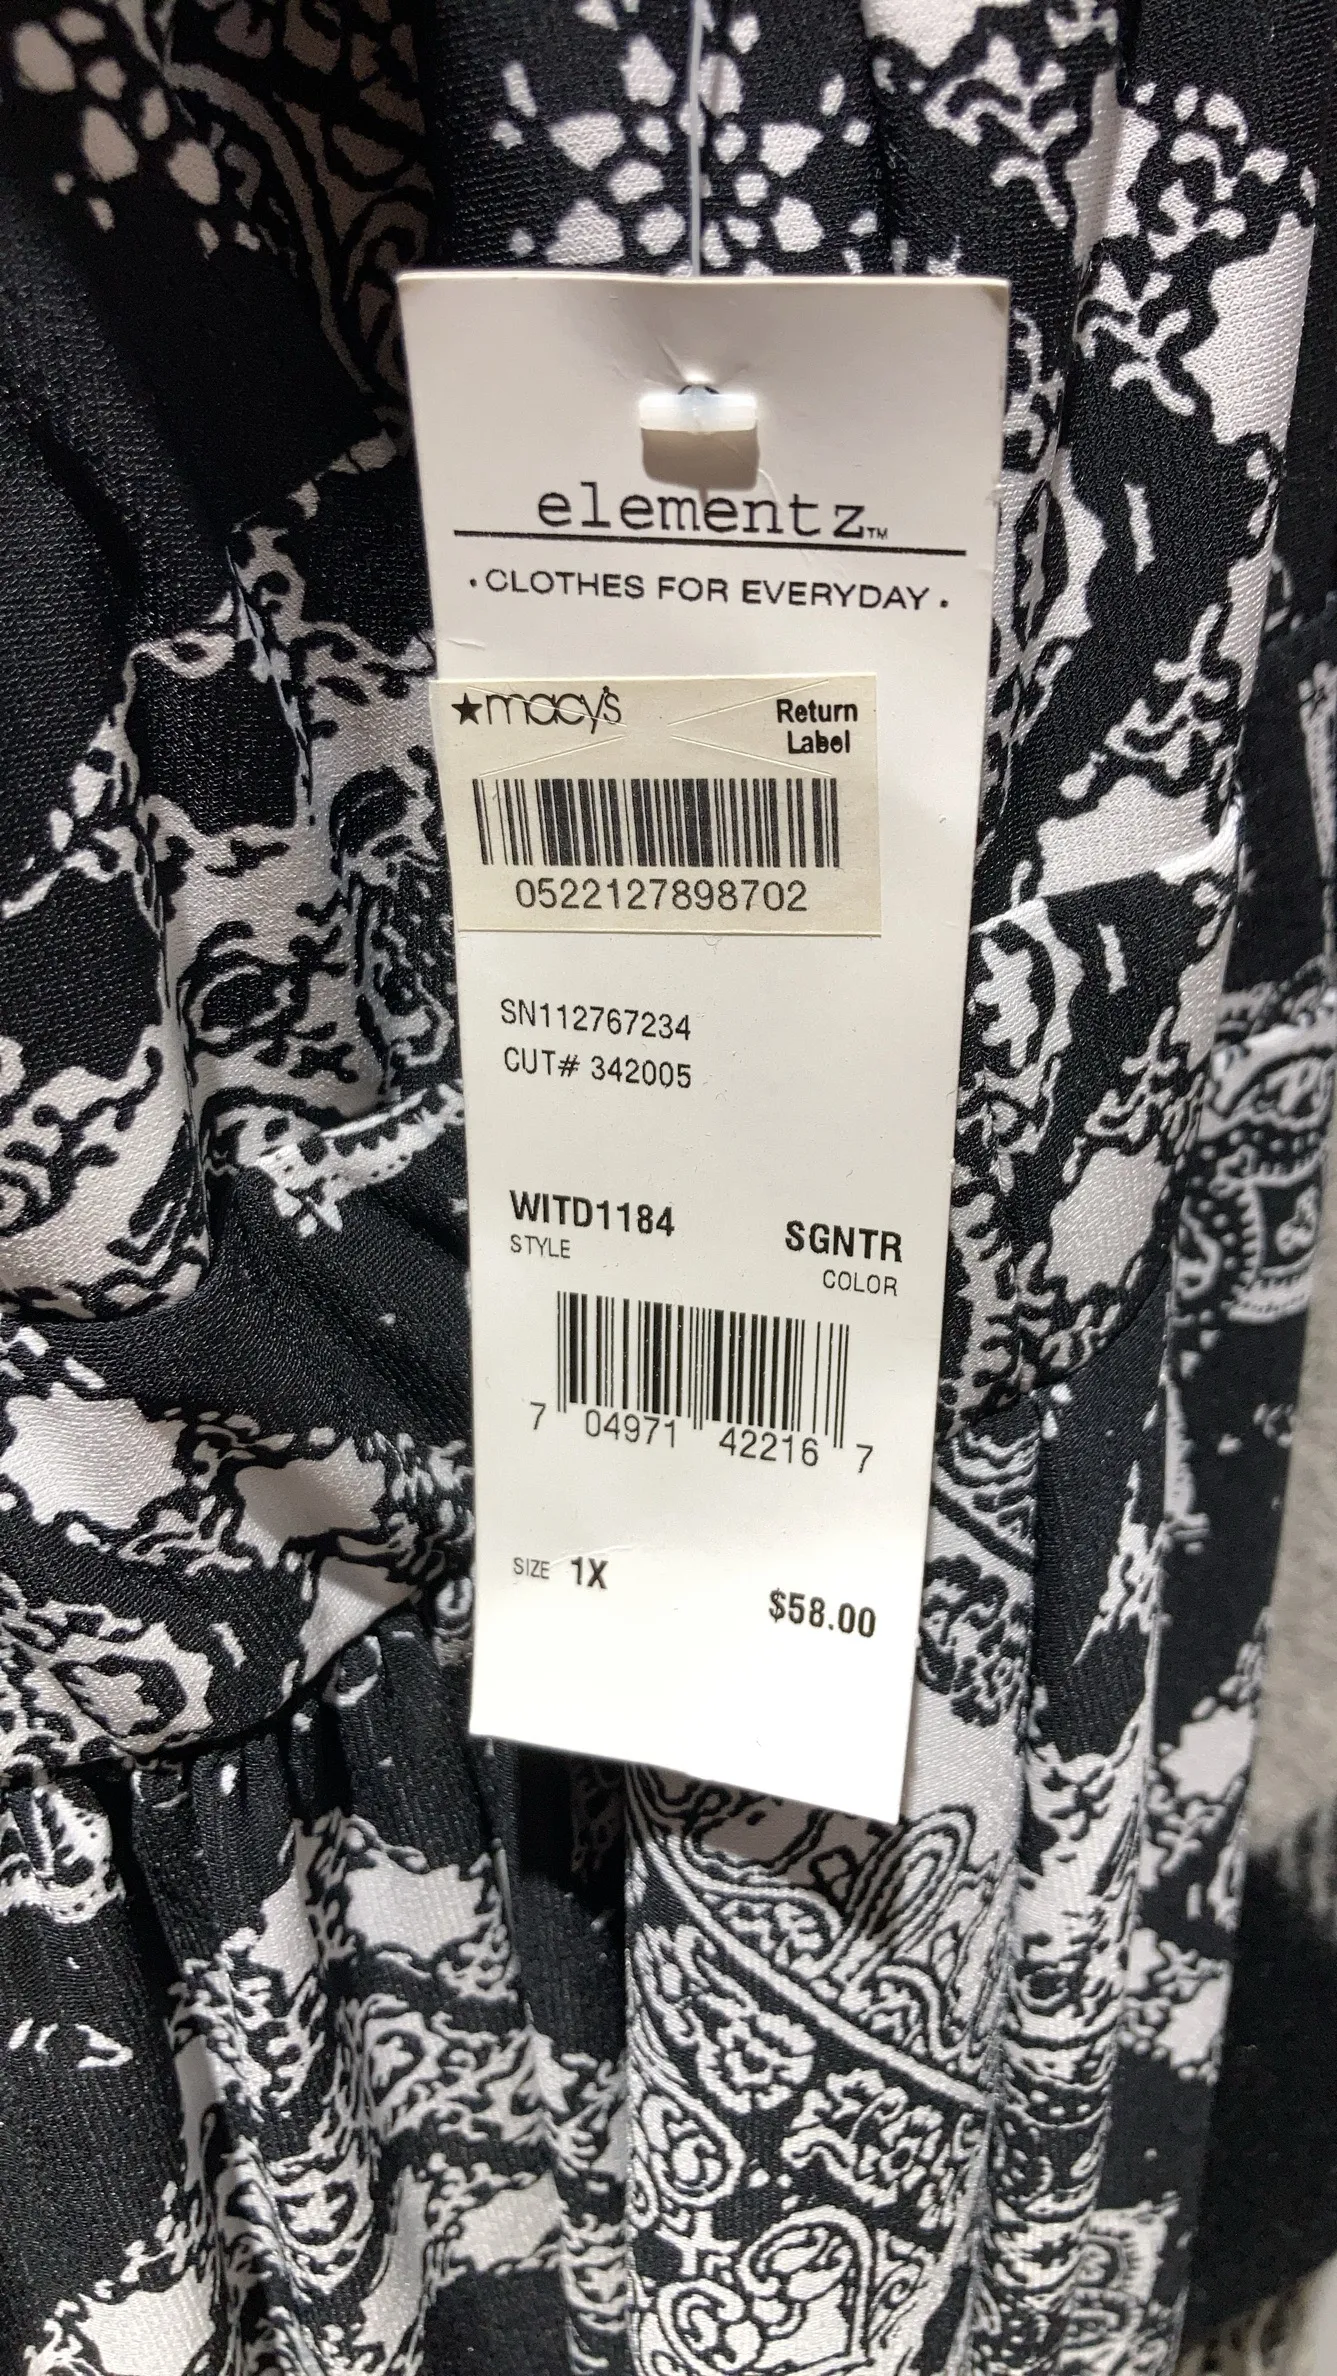 elementz™
• CLOTHES FOR EVERYDAY •
★macy's
Return
Label
0522127898702
SN112767234
CUT# 342005
WITD1184 SGNTR
STYLE COLOR
7 04971 42216 7
SIZE 1X
$58.00